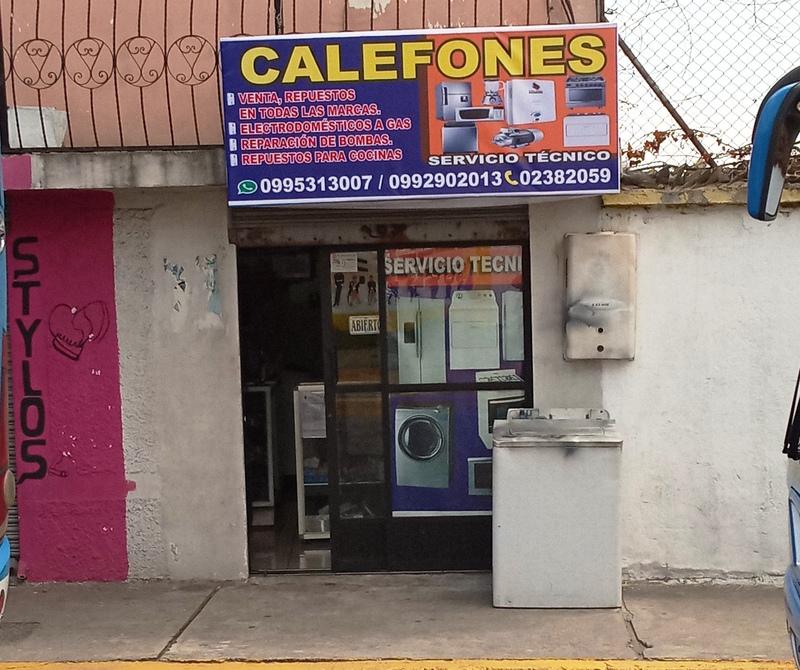 CALEFONES
VENTA, REPUESTOS
EN TODAS LAS MARCAS.
ELECTRODOMÉSTICOS A GAS
REPARACIÓN DE BOMBAS.
REPUESTOS PARA COCINAS
SERVICIO TÉCNICO
0995313007 / 0992902013 02382059
SERVICIO TECNI
ABIERTO
STYLOS